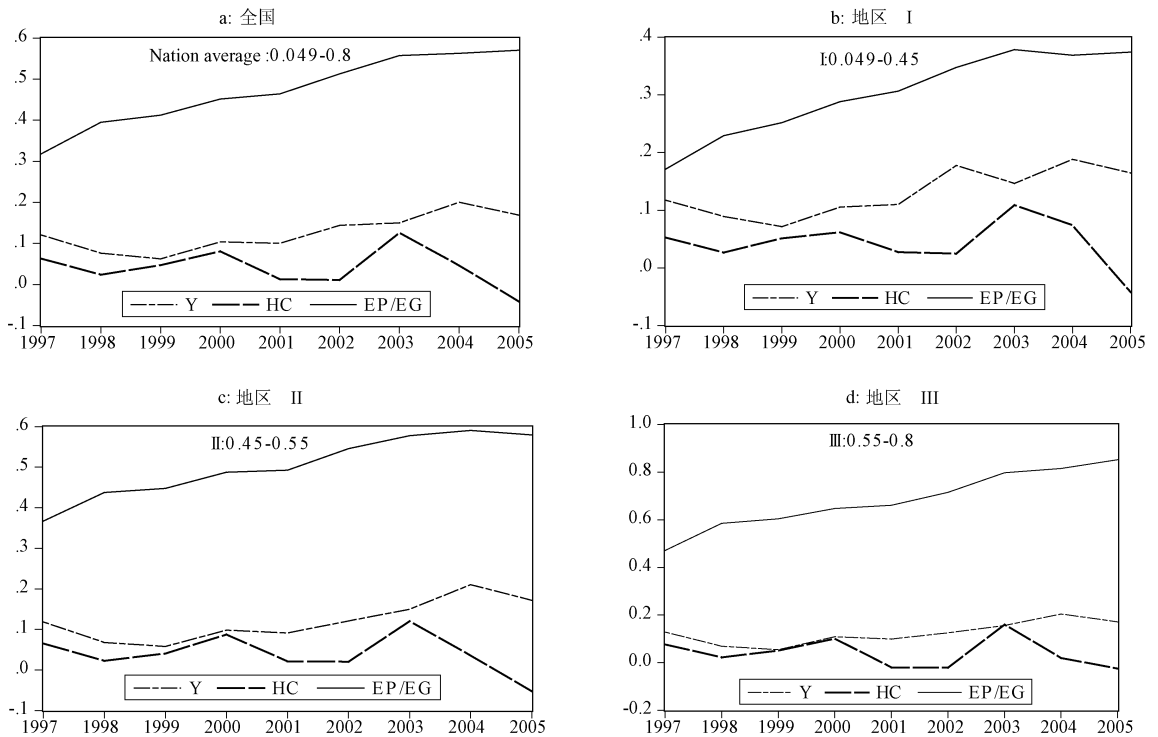 a: 全国
.6
Nation average :0.049-0.8
.5
.4
.3
.2
.1
.0
Y HC EP/EG
-.1
1997 1998 1999 2000 2001 2002 2003 2004 2005
b: 地区 I
.4
I:0.049-0.45
.3
.2
.1
.0
Y HC EP/EG
-.1
1997 1998 1999 2000 2001 2002 2003 2004 2005
c: 地区 II
.6
II:0.45-0.55
.5
.4
.3
.2
.1
.0
Y HC EP/EG
-.1
1997 1998 1999 2000 2001 2002 2003 2004 2005
d: 地区 III
1.0
III:0.55-0.8
0.8
0.6
0.4
0.2
0.0
Y HC EP/EG
-0.2
1997 1998 1999 2000 2001 2002 2003 2004 2005